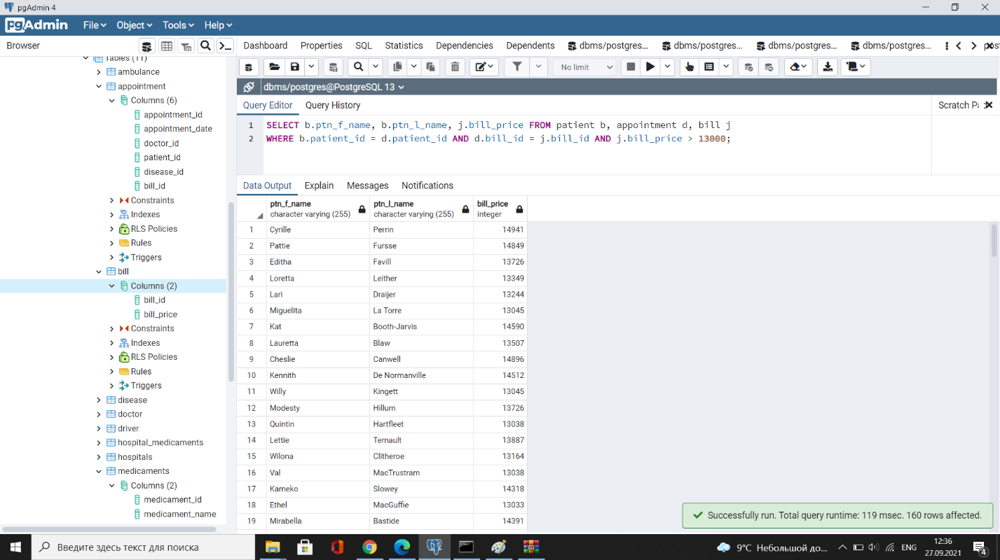 pgAdmin 4
pgAdmin File Object Tools Help
Browser
Dashboard Properties SQL Statistics Dependencies Dependents dbms/postgres... dbms/postgres... dbms/postgres... dbms/postgres...
No limit
dbms/postgres@PostgreSQL 13
Query Editor Query History
1 SELECT b.ptn_f_name, b.ptn_l_name, j.bill_price FROM patient b, appointment d, bill j
2 WHERE b.patient_id = d.patient_id AND d.bill_id = j.bill_id AND j.bill_price > 13000;
Scratch
Data Output Explain Messages Notifications
ptn_f_name ptn_l_name bill_price
character varying (255) character varying (255) integer
1 Cyrille Perrin 14941
2 Pattie Fursse 14849
3 Editha Favill 13726
4 Loretta Leither 13349
5 Lari Draijer 13244
6 Miguelita La Torre 13045
7 Kat Booth-Jarvis 14590
8 Lauretta Blaw 13507
9 Cheslie Canwell 14896
10 Kennith De Normanville 14512
11 Willy Kingett 13045
12 Modesty Hillum 13726
13 Quintin Hartfleet 13038
14 Lettie Ternault 13887
15 Wilona Clitheroe 13164
16 Val MacTrustram 13038
17 Kameko Slowey 14318
18 Ethel MacGuffie 13033
19 Mirabella Bastide 14391
Tables (11)
ambulance
appointment
Columns (6)
appointment_id
appointment_date
doctor_id
patient_id
disease_id
bill_id
Constraints
Indexes
RLS Policies
Rules
Triggers
bill
Columns (2)
bill_id
bill_price
Constraints
Indexes
RLS Policies
Rules
Triggers
disease
doctor
driver
hospital_medicaments
hospitals
medicaments
Columns (2)
medicament_id
medicament_name
Successfully run. Total query runtime: 119 msec. 160 rows affected.
Введите здесь текст для поиска
9°C Небольшой до... ENG
12:36
27.09.2021
4